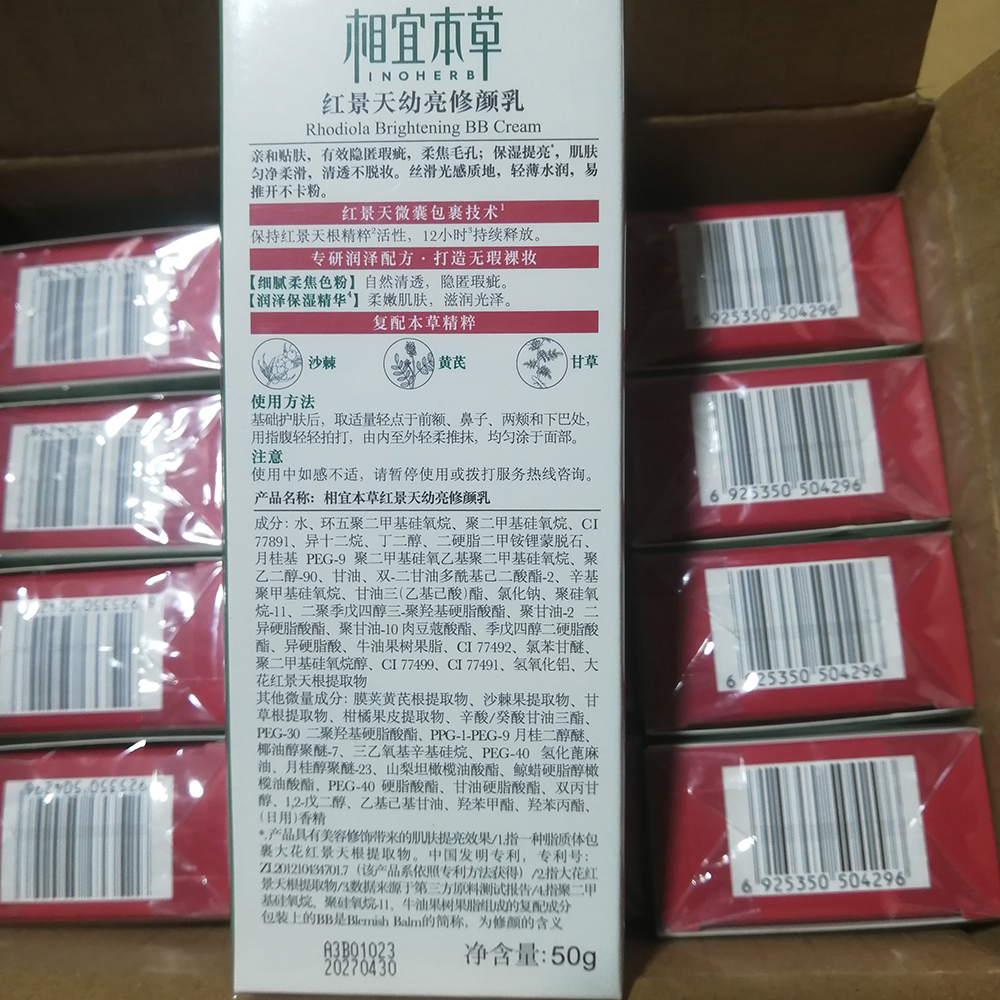 相宜本草
INOHERB
红景天幼亮修颜乳
Rhodiola Brightening BB Cream
亲和贴肤，有效隐匿瑕疵，柔焦毛孔；保湿提亮*，肌肤
匀净柔滑，清透不脱妆。丝滑光感质地，轻薄水润，易
推开不卡粉。
红景天微囊包裹技术1
保持红景天根精粹2活性，12小时3持续释放。
专研润泽配方·打造无瑕裸妆
【细腻柔焦色粉】自然清透，隐匿瑕疵。
【润泽保湿精华4】柔嫩肌肤，滋润光泽。
复配本草精粹
沙棘 黄芪 甘草
使用方法
基础护肤后，取适量轻点于前额、鼻子、两颊和下巴处，
用指腹轻轻拍打，由内至外轻柔推抹，均匀涂于面部。
注意
使用中如感不适，请暂停使用或拨打服务热线咨询。
产品名称：相宜本草红景天幼亮修颜乳
成分：水、环五聚二甲基硅氧烷、聚二甲基硅氧烷、CI
77891、异十二烷、丁二醇、二硬脂二甲铵锂蒙脱石、
月桂基 PEG-9 聚二甲基硅氧乙基聚二甲基硅氧烷、聚
乙二醇-90、甘油、双-二甘油多酰基己二酸酯-2、辛基
聚甲基硅氧烷、甘油三(乙基己酸)酯、氯化钠、聚硅氧
烷-11、二聚季戊四醇三-聚羟基硬脂酸酯、聚甘油-2 二
异硬脂酸酯、聚甘油-10 肉豆蔻酸酯、季戊四醇二硬脂酸
酯、异硬脂酸、牛油果树果脂、CI 77492、氯苯甘醚、
聚二甲基硅氧烷醇、CI 77499、CI 77491、氢氧化铝、大
花红景天根提取物
其他微量成分：膜荚黄芪根提取物、沙棘果提取物、甘
草根提取物、柑橘果皮提取物、辛酸/癸酸甘油三酯、
PEG-30 二聚羟基硬脂酸酯、PPG-1-PEG-9 月桂二醇醚、
椰油醇聚醚-7、三乙氧基辛基硅烷、PEG-40 氢化蓖麻
油、月桂醇聚醚-23、山梨坦橄榄油酸酯、鲸蜡硬脂醇橄
榄油酸酯、PEG-40 硬脂酸酯、甘油硬脂酸酯、双丙甘
醇、1,2-戊二醇、乙基己基甘油、羟苯甲酯、羟苯丙酯、
(日用)香精
*.产品具有美容修饰带来的肌肤提亮效果/1.指一种脂质体包
裹大花红景天根提取物。中国发明专利，专利号：
ZL201210434701.7（该产品系依照专利方法获得）/2.指大花红
景天根提取物/3.数据来源于第三方原料测试报告/4.指聚二甲
基硅氧烷、聚硅氧烷-11、牛油果树果脂组成的复配成分
包装上的BB是Blemish Balm的简称，为修颜的含义
A3B01023
20270430
净含量：50g
6 925350 504296
6 925350 504296
6 925350 504296
6 925350 504296